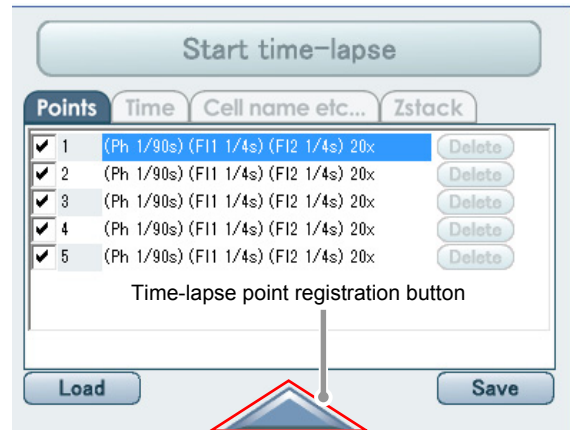 Start time-lapse
Points Time Cell name etc... Zstack
1 (Ph 1/90s) (Fl1 1/4s) (Fl2 1/4s) 20x Delete
2 (Ph 1/90s) (Fl1 1/4s) (Fl2 1/4s) 20x Delete
3 (Ph 1/90s) (Fl1 1/4s) (Fl2 1/4s) 20x Delete
4 (Ph 1/90s) (Fl1 1/4s) (Fl2 1/4s) 20x Delete
5 (Ph 1/90s) (Fl1 1/4s) (Fl2 1/4s) 20x Delete
Time-lapse point registration button
Load Save